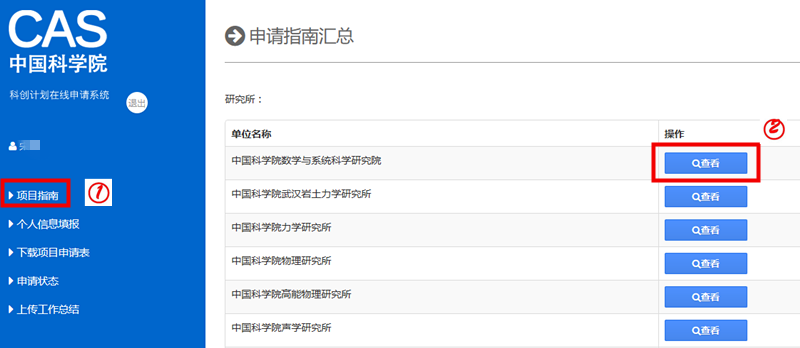 CAS
中国科学院
科创计划在线申请系统
退出
项目指南
①
个人信息填报
下载项目申请表
申请状态
上传工作总结
申请指南汇总
研究所：
②
单位名称 操作
中国科学院数学与系统科学研究院 查看
中国科学院武汉岩土力学研究所 查看
中国科学院力学研究所 查看
中国科学院物理研究所 查看
中国科学院高能物理研究所 查看
中国科学院声学研究所 查看